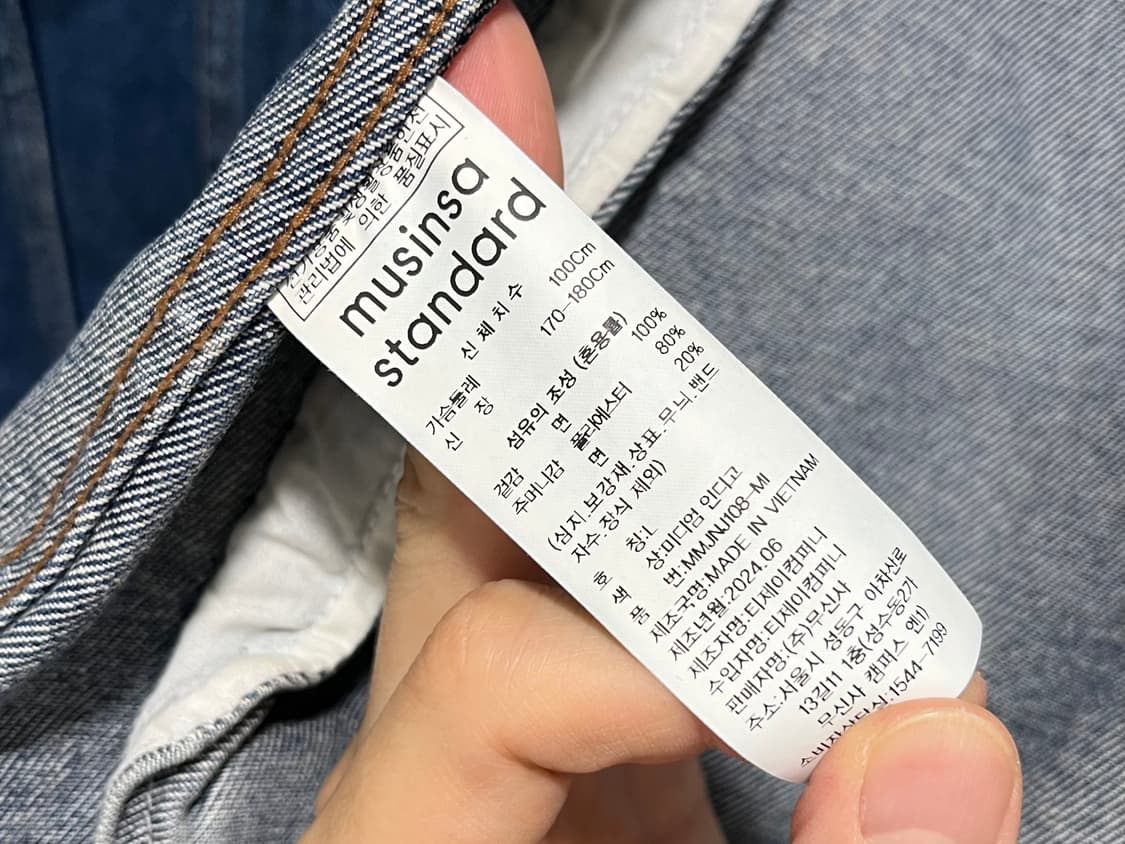 관리법에 의한 품질표시
musinsa
standard
신체치수
가슴둘레 100Cm
신 장 170-180Cm
섬유의 조성 (혼용률)
겉감 면 100%
주머니감 폴리에스터 80%
면 20%
(심지.보강재.상표.무늬.밴드
자수.장식 제외)
호 칭:L
색 상:미디엄 인디고
품 번:MMJNJ108-MI
제조국명:MADE IN VIETNAM
제조년월:2024.06
제조자명:티제이컴퍼니
수입자명:티제이컴퍼니
판매자명:(주)무신사
주소:서울시 성동구 아차산로
13길11 1층(성수동2가
무신사 캠퍼스 엔1)
소비자상담실:1544-7199